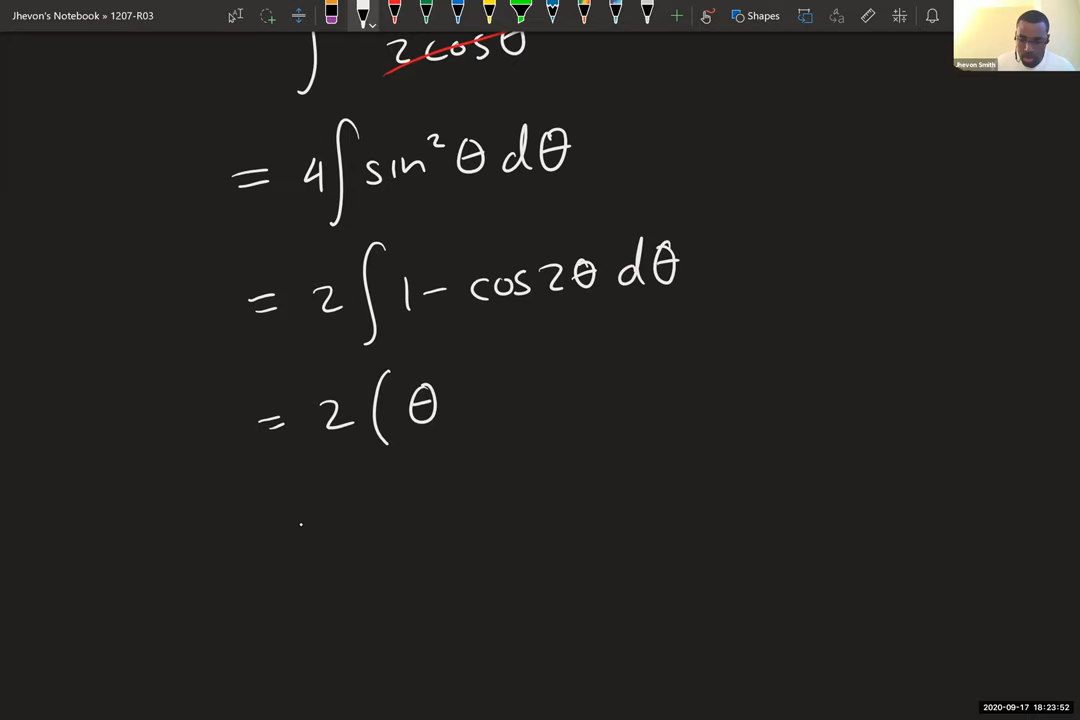 Jhevon's Notebook » 1207-R03
Shapes
Jhevon Smith
∫ 2cosθ
= 4∫ sin² θ dθ
= 2 ∫ 1 - cos2θ dθ
= 2 ( θ
2020-09-17 18:23:52